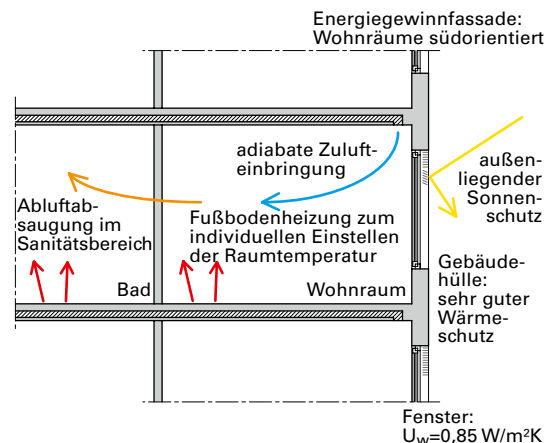 Energiegewinnfassade:
Wohnräume südorientiert
adiabate Zuluft-
einbringung
außen-
liegender
Sonnen-
schutz
Abluftab-
saugung im
Sanitätsbereich
Fußbodenheizung zum
individuellen Einstellen
der Raumtemperatur
Bad
Wohnraum
Gebäude-
hülle:
sehr guter
Wärme-
schutz
Fenster:
U_w=0,85 W/m²K